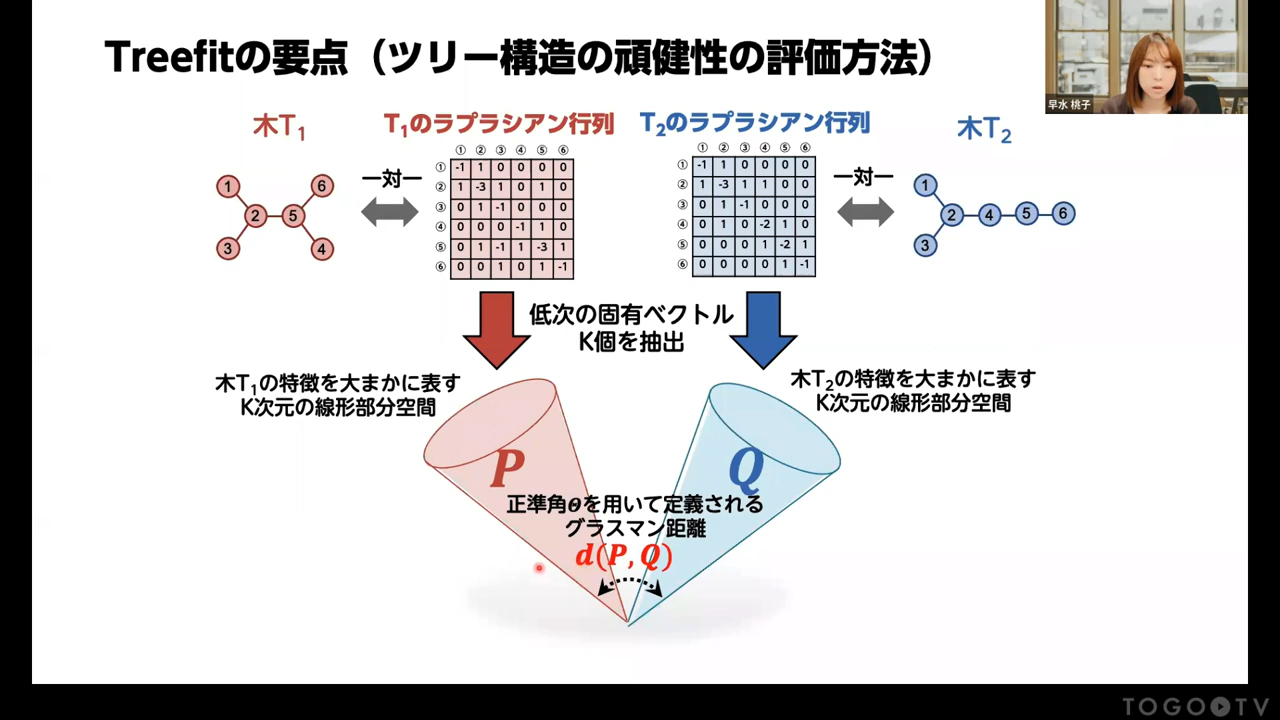 Treefitの要点（ツリー構造の頑健性の評価方法）
早水 桃子
木T1
T1のラプラシアン行列
T2のラプラシアン行列
木T2
① ② ③ ④ ⑤ ⑥
① -1 1 0 0 0 0
② 1 -3 1 0 1 0
③ 0 1 -1 0 0 0
④ 0 0 0 -1 1 0
⑤ 0 1 -1 1 -3 1
⑥ 0 0 1 0 1 -1
① ② ③ ④ ⑤ ⑥
① -1 1 0 0 0 0
② 1 -3 1 1 0 0
③ 0 1 -1 0 0 0
④ 0 1 0 -2 1 0
⑤ 0 0 0 1 -2 1
⑥ 0 0 0 0 1 -1
一対一
一対一
1 6
2 5
3 4
1
2 4 5 6
3
低次の固有ベクトル
K個を抽出
木T1の特徴を大まかに表す
K次元の線形部分空間
木T2の特徴を大まかに表す
K次元の線形部分空間
P
Q
正準角Θを用いて定義される
グラスマン距離
d(P, Q)
TOGO TV